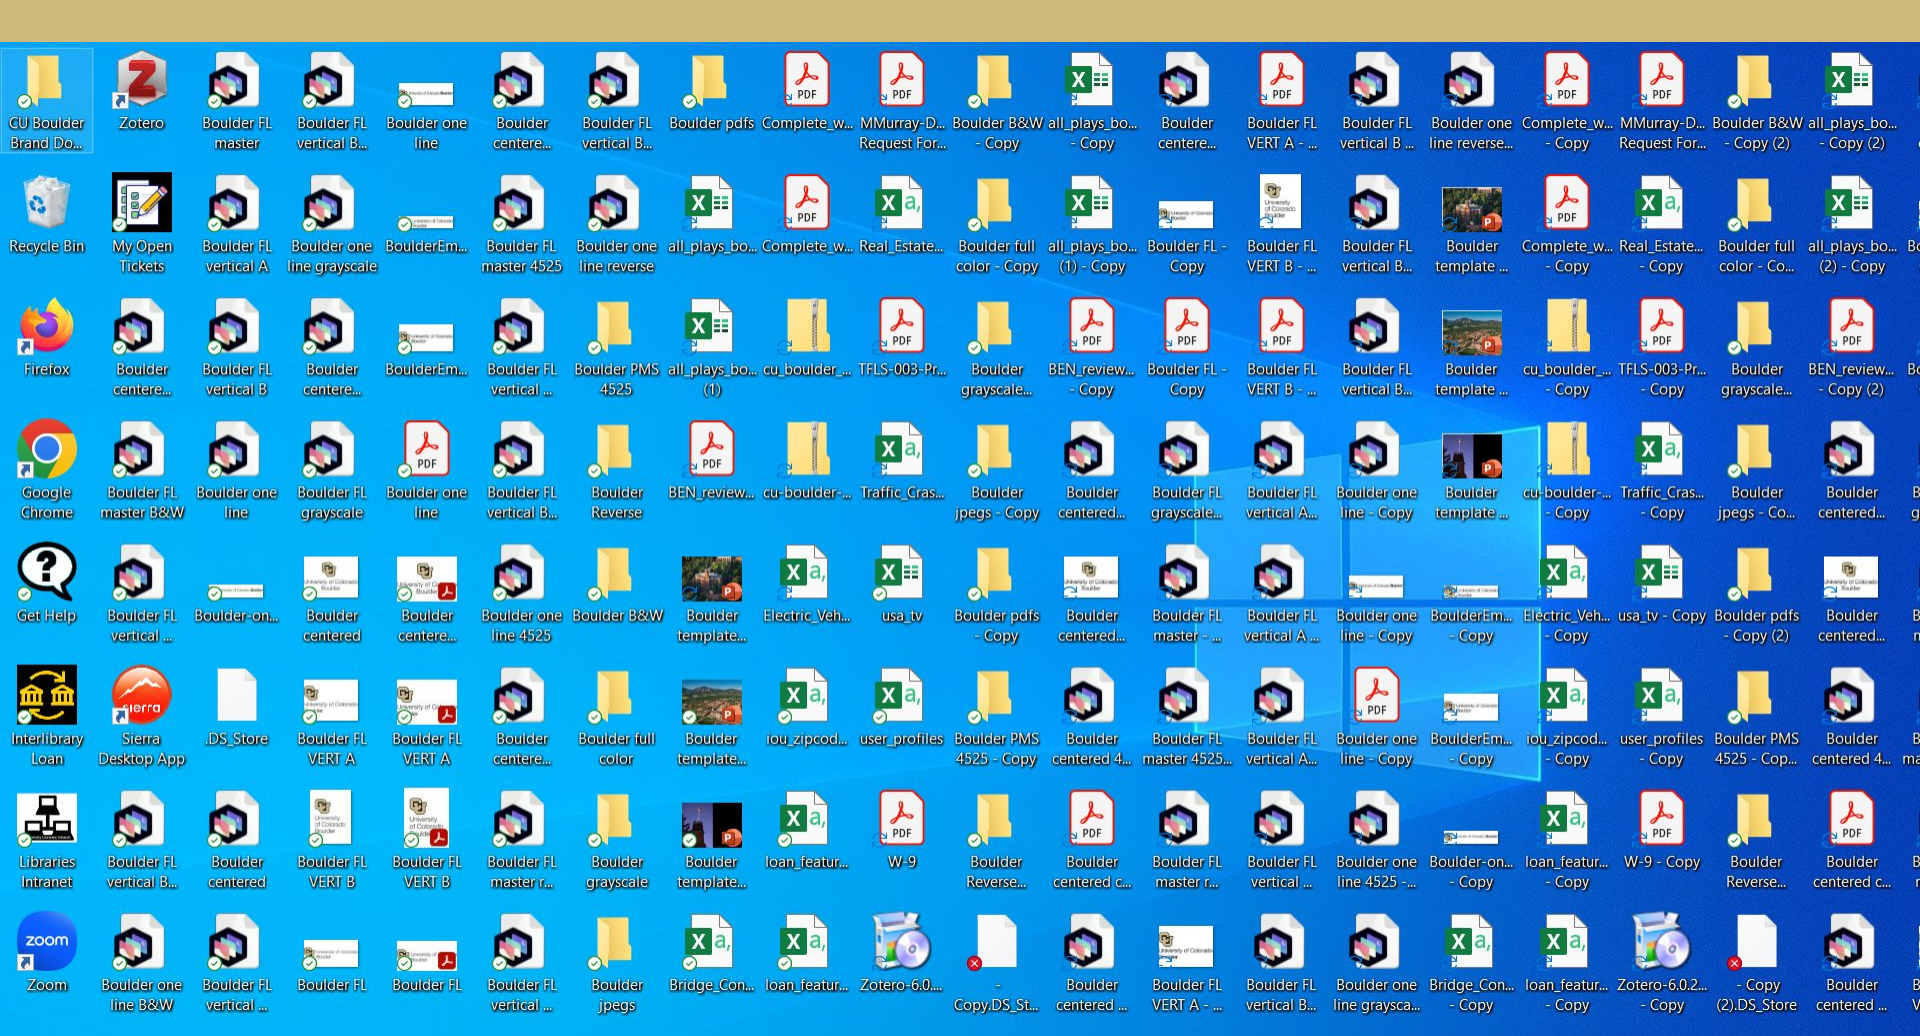 CU Boulder
Brand Do...
Zotero
Boulder FL
master
Boulder FL
vertical B...
Boulder one
line
Boulder
centere...
Boulder FL
vertical B...
Boulder pdfs
Complete_w...
MMurray-D...
Request For...
Boulder B&W
- Copy
all_plays_bo...
- Copy
Boulder
centere...
Boulder FL
VERT A - ...
Boulder FL
vertical B ...
Boulder one
line reverse...
Complete_w...
- Copy
MMurray-D...
Request For...
Boulder B&W
- Copy (2)
all_plays_bo...
- Copy (2)
Recycle Bin
My Open
Tickets
Boulder FL
vertical A
Boulder one
line grayscale
BoulderEm...
Boulder FL
master 4525
Boulder one
line reverse
all_plays_bo...
Complete_w...
Real_Estate...
Boulder full
color - Copy
all_plays_bo...
(1) - Copy
Boulder FL -
Copy
Boulder FL
VERT B - ...
Boulder FL
vertical B...
Boulder
template ...
Complete_w...
- Copy
Real_Estate...
- Copy
Boulder full
color - Co...
all_plays_bo...
(2) - Copy
Firefox
Boulder
centere...
Boulder FL
vertical B
Boulder
centere...
BoulderEm...
Boulder FL
vertical ...
Boulder PMS
4525
all_plays_bo...
(1)
cu_boulder_...
TFLS-003-Pr...
Boulder
grayscale...
BEN_review...
- Copy
Boulder FL -
Copy
Boulder FL
VERT B - ...
Boulder FL
vertical B...
Boulder
template ...
cu_boulder_...
- Copy
TFLS-003-Pr...
- Copy
Boulder
grayscale...
BEN_review...
- Copy (2)
Google
Chrome
Boulder FL
master B&W
Boulder one
line
Boulder FL
grayscale
Boulder one
line
Boulder FL
vertical B...
Boulder
Reverse
BEN_review...
cu-boulder-...
Traffic_Cras...
Boulder
jpegs - Copy
Boulder
centered...
Boulder FL
grayscale...
Boulder FL
vertical A...
Boulder one
line - Copy
Boulder
template ...
cu-boulder-...
- Copy
Traffic_Cras...
- Copy
Boulder
jpegs - Co...
Boulder
centered...
Get Help
Boulder FL
vertical ...
Boulder-on...
Boulder
centered
Boulder
centere...
Boulder one
line 4525
Boulder B&W
Boulder
template...
Electric_Veh...
usa_tv
Boulder pdfs
- Copy
Boulder
centered...
Boulder FL
master - ...
Boulder FL
vertical A ...
Boulder one
line - Copy
BoulderEm...
- Copy
Electric_Veh...
- Copy
usa_tv - Copy
Boulder pdfs
- Copy (2)
Boulder
centered...
Interlibrary
Loan
Sierra
Desktop App
.DS_Store
Boulder FL
VERT A
Boulder FL
VERT A
Boulder
centere...
Boulder full
color
Boulder
template...
iou_zipcod...
user_profiles
Boulder PMS
4525 - Copy
Boulder
centered 4...
Boulder FL
master 4525...
Boulder FL
vertical A...
Boulder one
line - Copy
BoulderEm...
- Copy
iou_zipcod...
- Copy
user_profiles
- Copy
Boulder PMS
4525 - Cop...
Boulder
centered 4...
Libraries
Intranet
Boulder FL
vertical B...
Boulder
centered
Boulder FL
VERT B
Boulder FL
VERT B
Boulder FL
master r...
Boulder
grayscale
Boulder
template...
loan_featur...
W-9
Boulder
Reverse...
Boulder
centered c...
Boulder FL
master r...
Boulder FL
vertical ...
Boulder one
line 4525 -...
Boulder-on...
- Copy
loan_featur...
- Copy
W-9 - Copy
Boulder
Reverse...
Boulder
centered c...
zoom
Zoom
Boulder one
line B&W
Boulder FL
vertical ...
Boulder FL
Boulder FL
Boulder FL
vertical ...
Boulder
jpegs
Bridge_Con...
loan_featur...
Zotero-6.0....
-
Copy.DS_St...
Boulder
centered ...
Boulder FL
VERT A - ...
Boulder FL
vertical B...
Boulder one
line graysca...
Bridge_Con...
- Copy
loan_featur...
- Copy
Zotero-6.0.2...
- Copy
- Copy
(2).DS_Store
Boulder
centered ...